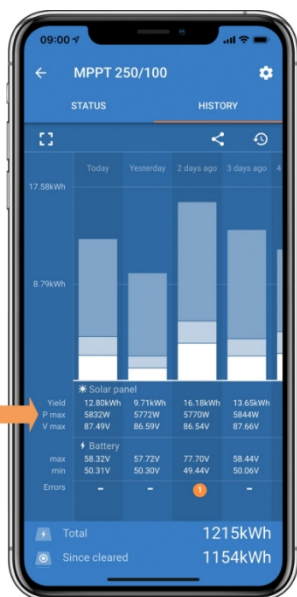 09:00
MPPT 250/100
STATUS HISTORY
Today Yesterday 2 days ago 3 days ago 4
17.58kWh
8.79kWh
Solar panel
Yield 12.80kWh 9.71kWh 16.18kWh 13.65kWh
P max 5832W 5772W 5770W 5844W
V max 87.49V 86.59V 86.54V 87.66V
Battery
max 58.32V 57.72V 77.70V 58.44V
min 50.31V 50.30V 49.44V 50.06V
Errors - - 1 -
Total 1215kWh
Since cleared 1154kWh